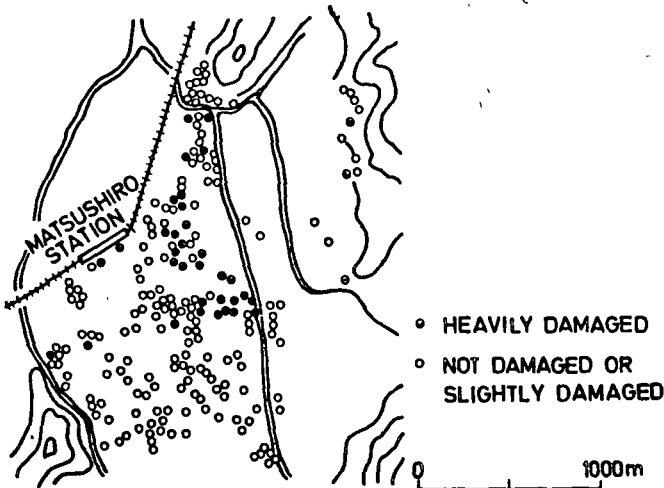 MATSUSHIRO
STATION
HEAVILY DAMAGED
NOT DAMAGED OR
SLIGHTLY DAMAGED
0 1000m